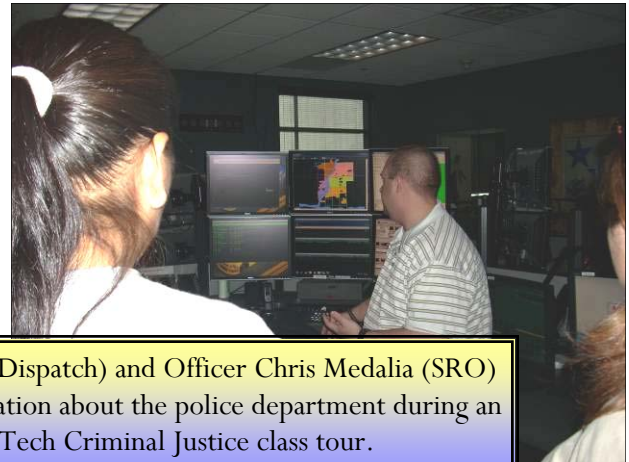 Dispatch) and Officer Chris Medalia (SRO)
ation about the police department during an
Tech Criminal Justice class tour.